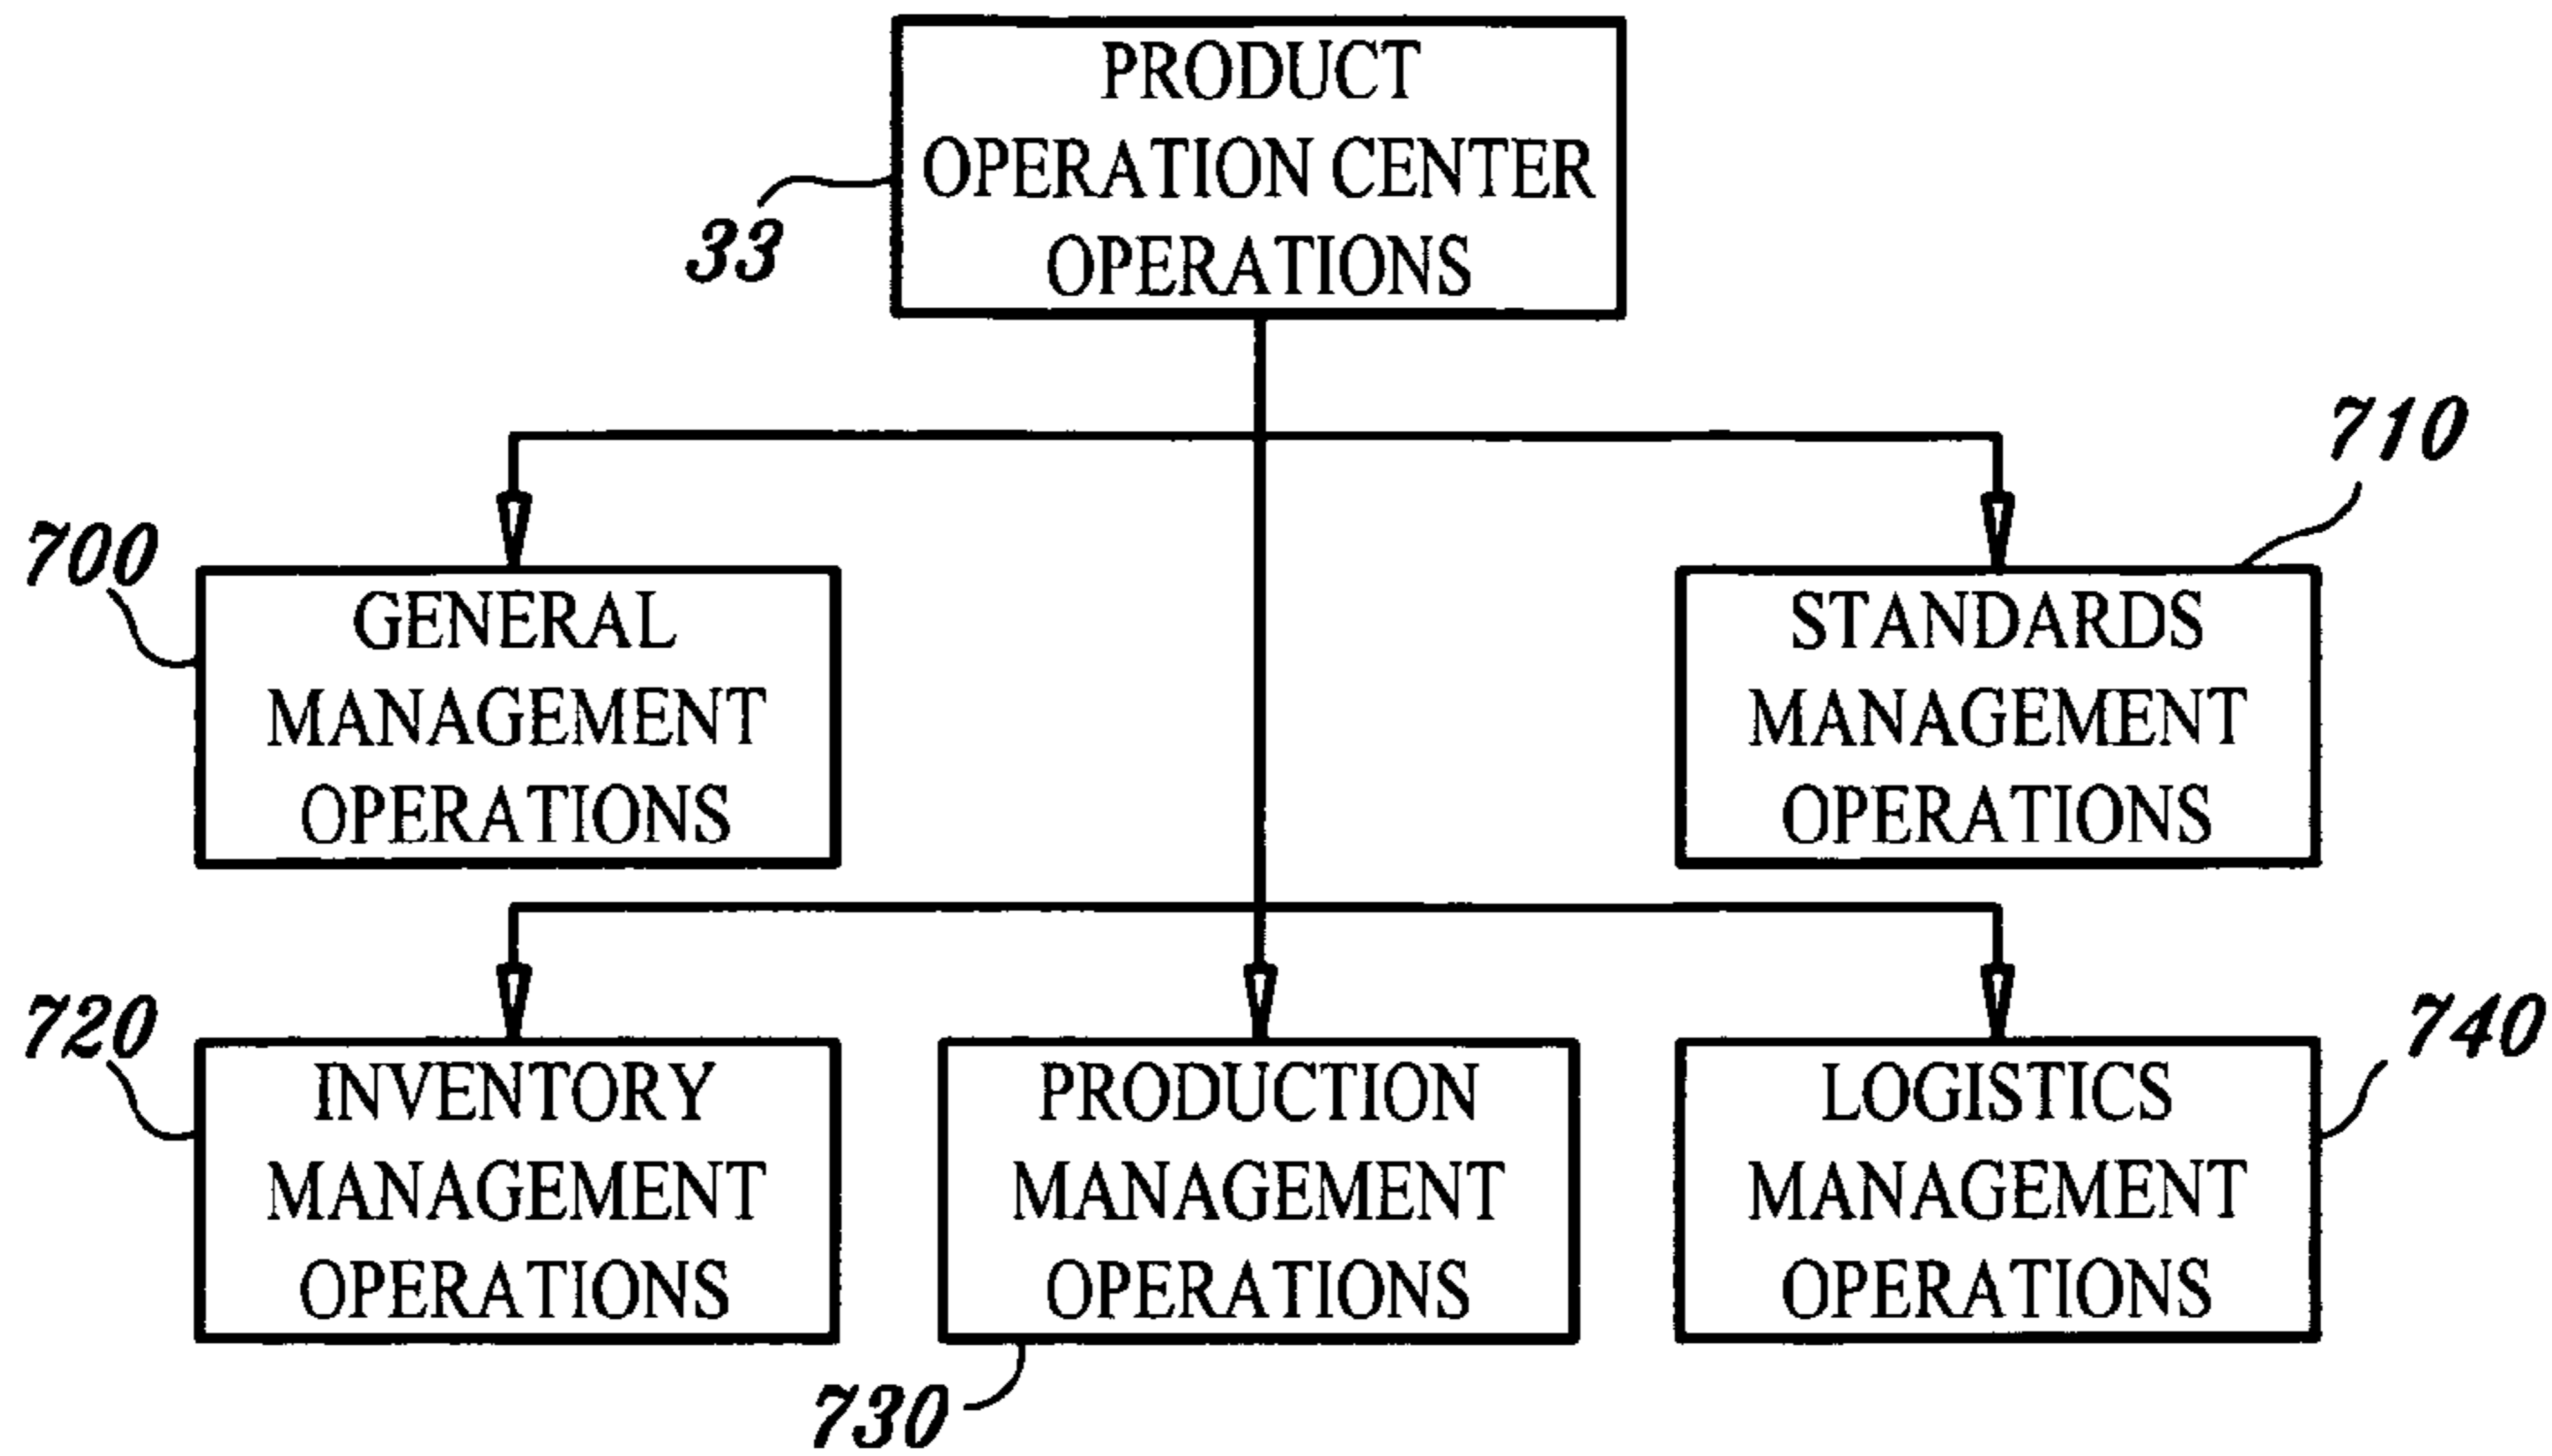 PRODUCT
OPERATION CENTER
OPERATIONS
33
710
700
GENERAL
MANAGEMENT
OPERATIONS
STANDARDS
MANAGEMENT
OPERATIONS
720
INVENTORY
MANAGEMENT
OPERATIONS
PRODUCTION
MANAGEMENT
OPERATIONS
730
740
LOGISTICS
MANAGEMENT
OPERATIONS